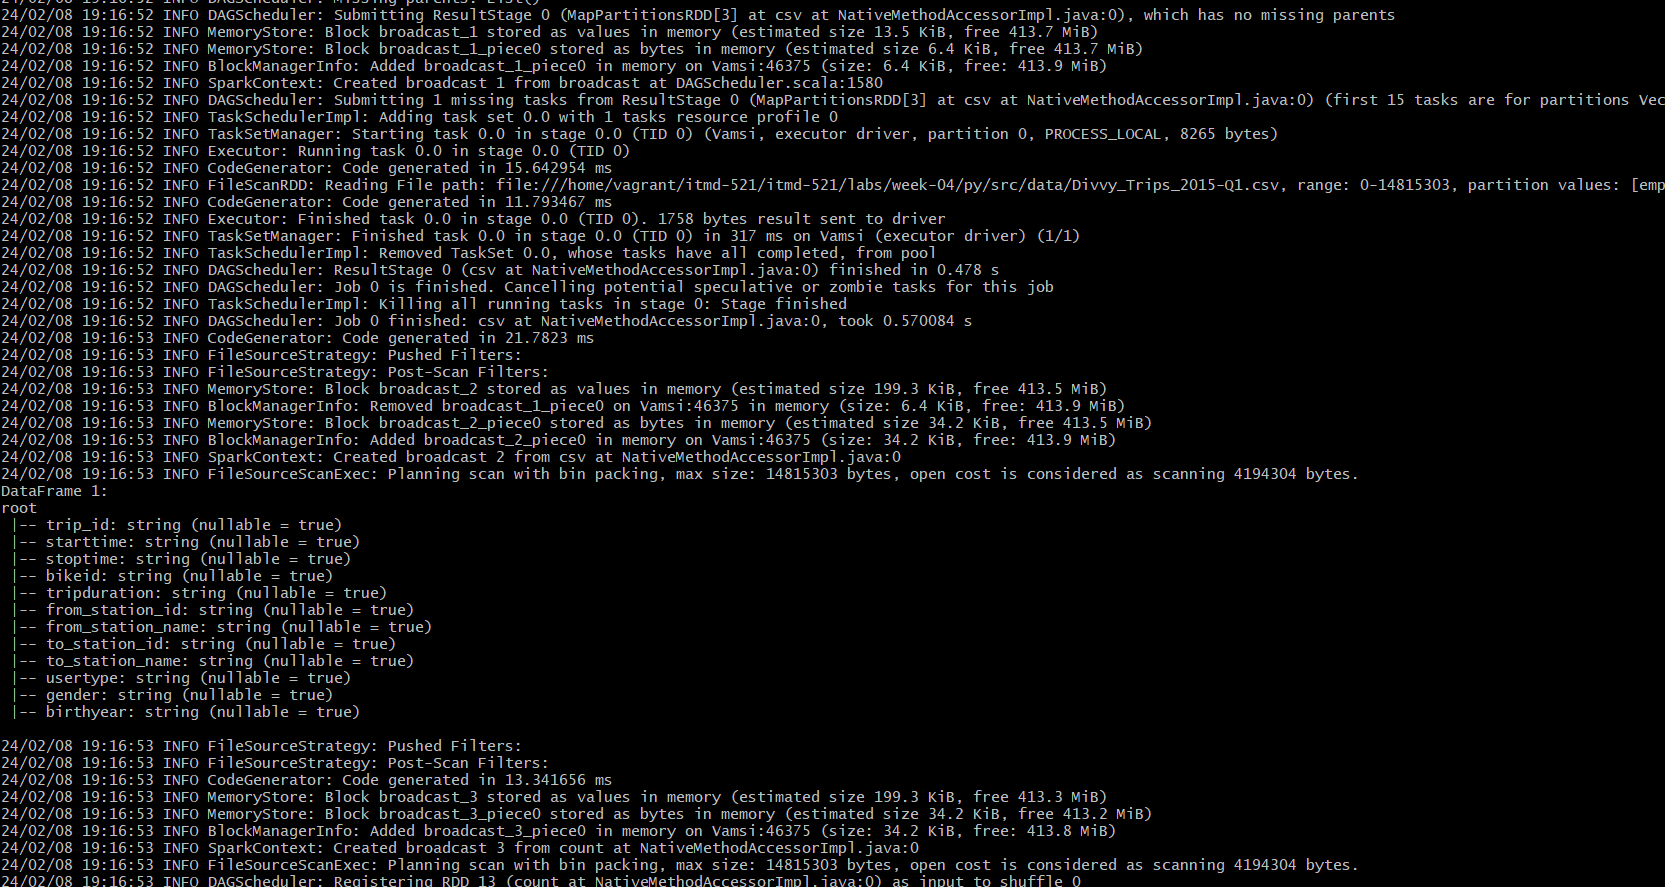 24/02/08 19:16:52 INFO DAGScheduler: Missing parents: List()
24/02/08 19:16:52 INFO DAGScheduler: Submitting ResultStage 0 (MapPartitionsRDD[3] at csv at NativeMethodAccessorImpl.java:0), which has no missing parents
24/02/08 19:16:52 INFO MemoryStore: Block broadcast_1 stored as values in memory (estimated size 13.5 KiB, free 413.7 MiB)
24/02/08 19:16:52 INFO MemoryStore: Block broadcast_1_piece0 stored as bytes in memory (estimated size 6.4 KiB, free 413.7 MiB)
24/02/08 19:16:52 INFO BlockManagerInfo: Added broadcast_1_piece0 in memory on Vamsi:46375 (size: 6.4 KiB, free: 413.9 MiB)
24/02/08 19:16:52 INFO SparkContext: Created broadcast 1 from broadcast at DAGScheduler.scala:1580
24/02/08 19:16:52 INFO DAGScheduler: Submitting 1 missing tasks from ResultStage 0 (MapPartitionsRDD[3] at csv at NativeMethodAccessorImpl.java:0) (first 15 tasks are for partitions Vec
24/02/08 19:16:52 INFO TaskSchedulerImpl: Adding task set 0.0 with 1 tasks resource profile 0
24/02/08 19:16:52 INFO TaskSetManager: Starting task 0.0 in stage 0.0 (TID 0) (Vamsi, executor driver, partition 0, PROCESS_LOCAL, 8265 bytes)
24/02/08 19:16:52 INFO Executor: Running task 0.0 in stage 0.0 (TID 0)
24/02/08 19:16:52 INFO CodeGenerator: Code generated in 15.642954 ms
24/02/08 19:16:52 INFO FileScanRDD: Reading File path: file:///home/vagrant/itmd-521/itmd-521/labs/week-04/py/src/data/Divvy_Trips_2015-Q1.csv, range: 0-14815303, partition values: [emp
24/02/08 19:16:52 INFO CodeGenerator: Code generated in 11.793467 ms
24/02/08 19:16:52 INFO Executor: Finished task 0.0 in stage 0.0 (TID 0). 1758 bytes result sent to driver
24/02/08 19:16:52 INFO TaskSetManager: Finished task 0.0 in stage 0.0 (TID 0) in 317 ms on Vamsi (executor driver) (1/1)
24/02/08 19:16:52 INFO TaskSchedulerImpl: Removed TaskSet 0.0, whose tasks have all completed, from pool
24/02/08 19:16:52 INFO DAGScheduler: ResultStage 0 (csv at NativeMethodAccessorImpl.java:0) finished in 0.478 s
24/02/08 19:16:52 INFO DAGScheduler: Job 0 is finished. Cancelling potential speculative or zombie tasks for this job
24/02/08 19:16:52 INFO TaskSchedulerImpl: Killing all running tasks in stage 0: Stage finished
24/02/08 19:16:52 INFO DAGScheduler: Job 0 finished: csv at NativeMethodAccessorImpl.java:0, took 0.570084 s
24/02/08 19:16:53 INFO CodeGenerator: Code generated in 21.7823 ms
24/02/08 19:16:53 INFO FileSourceStrategy: Pushed Filters:
24/02/08 19:16:53 INFO FileSourceStrategy: Post-Scan Filters:
24/02/08 19:16:53 INFO MemoryStore: Block broadcast_2 stored as values in memory (estimated size 199.3 KiB, free 413.5 MiB)
24/02/08 19:16:53 INFO BlockManagerInfo: Removed broadcast_1_piece0 on Vamsi:46375 in memory (size: 6.4 KiB, free: 413.9 MiB)
24/02/08 19:16:53 INFO MemoryStore: Block broadcast_2_piece0 stored as bytes in memory (estimated size 34.2 KiB, free 413.5 MiB)
24/02/08 19:16:53 INFO BlockManagerInfo: Added broadcast_2_piece0 in memory on Vamsi:46375 (size: 34.2 KiB, free: 413.9 MiB)
24/02/08 19:16:53 INFO SparkContext: Created broadcast 2 from csv at NativeMethodAccessorImpl.java:0
24/02/08 19:16:53 INFO FileSourceScanExec: Planning scan with bin packing, max size: 14815303 bytes, open cost is considered as scanning 4194304 bytes.
DataFrame 1:
root
 |-- trip_id: string (nullable = true)
 |-- starttime: string (nullable = true)
 |-- stoptime: string (nullable = true)
 |-- bikeid: string (nullable = true)
 |-- tripduration: string (nullable = true)
 |-- from_station_id: string (nullable = true)
 |-- from_station_name: string (nullable = true)
 |-- to_station_id: string (nullable = true)
 |-- to_station_name: string (nullable = true)
 |-- usertype: string (nullable = true)
 |-- gender: string (nullable = true)
 |-- birthyear: string (nullable = true)
24/02/08 19:16:53 INFO FileSourceStrategy: Pushed Filters:
24/02/08 19:16:53 INFO FileSourceStrategy: Post-Scan Filters:
24/02/08 19:16:53 INFO CodeGenerator: Code generated in 13.341656 ms
24/02/08 19:16:53 INFO MemoryStore: Block broadcast_3 stored as values in memory (estimated size 199.3 KiB, free 413.3 MiB)
24/02/08 19:16:53 INFO MemoryStore: Block broadcast_3_piece0 stored as bytes in memory (estimated size 34.2 KiB, free 413.2 MiB)
24/02/08 19:16:53 INFO BlockManagerInfo: Added broadcast_3_piece0 in memory on Vamsi:46375 (size: 34.2 KiB, free: 413.8 MiB)
24/02/08 19:16:53 INFO SparkContext: Created broadcast 3 from count at NativeMethodAccessorImpl.java:0
24/02/08 19:16:53 INFO FileSourceScanExec: Planning scan with bin packing, max size: 14815303 bytes, open cost is considered as scanning 4194304 bytes.
24/02/08 19:16:53 INFO DAGScheduler: Registering RDD 13 (count at NativeMethodAccessorImpl.java:0) as input to shuffle 0